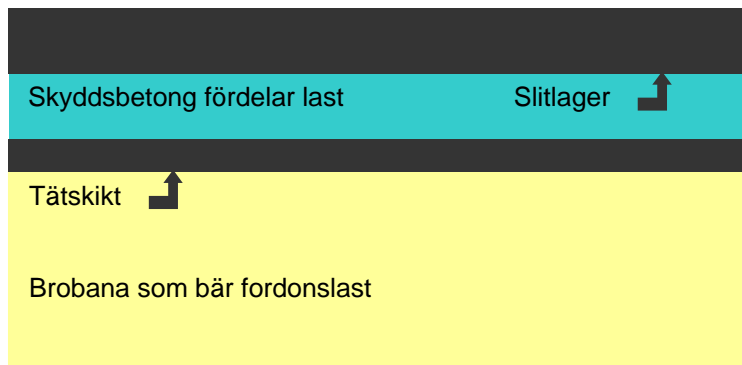 Skyddsbetong fördelar last Slitlager
Tätskikt
Brobana som bär fordonslast